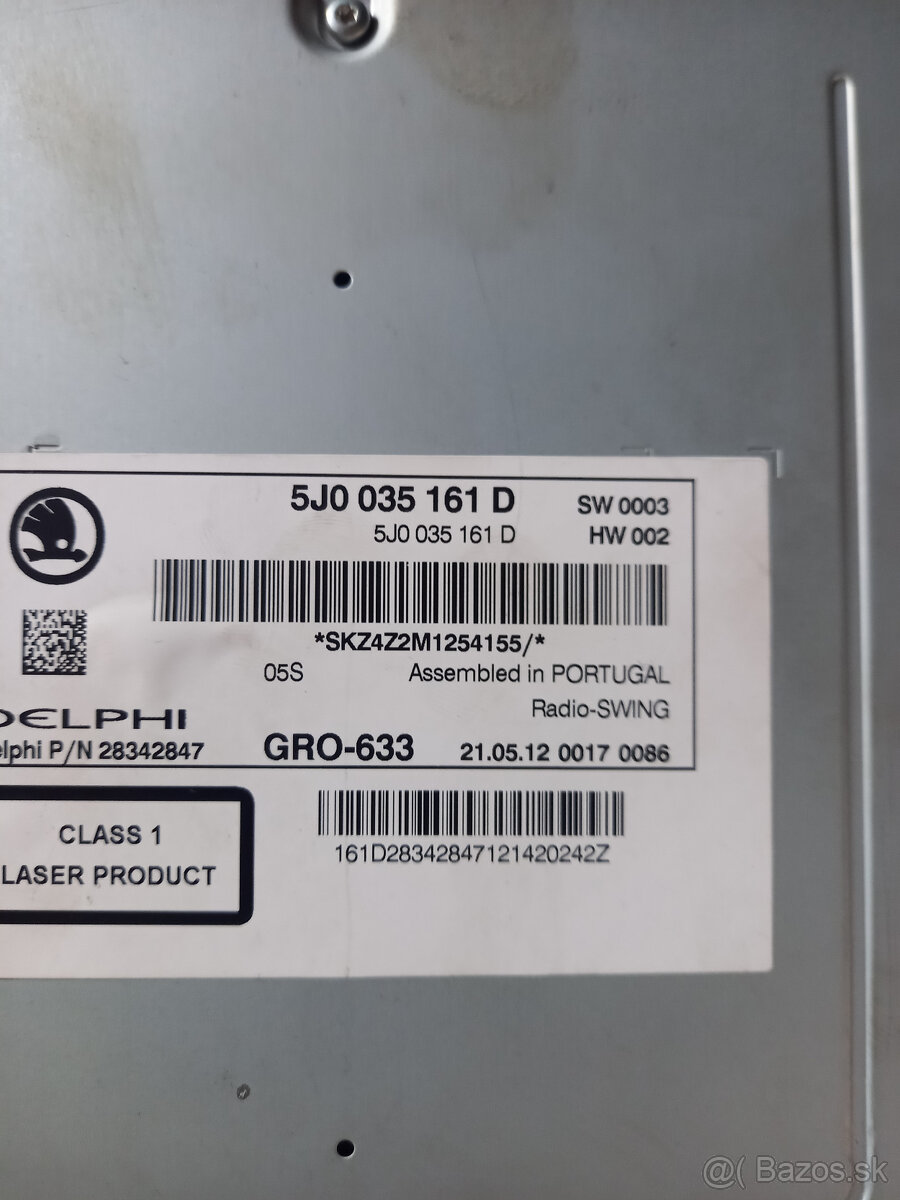 5J0 035 161 D SW 0003
5J0 035 161 D HW 002
*SKZ4Z2M1254155/*
05S Assembled in PORTUGAL
Radio-SWING
DELPHI
elphi P/N 28342847 GRO-633 21.05.12 0017 0086
CLASS 1
LASER PRODUCT
161D28342847121420242Z
@( Bazos.sk